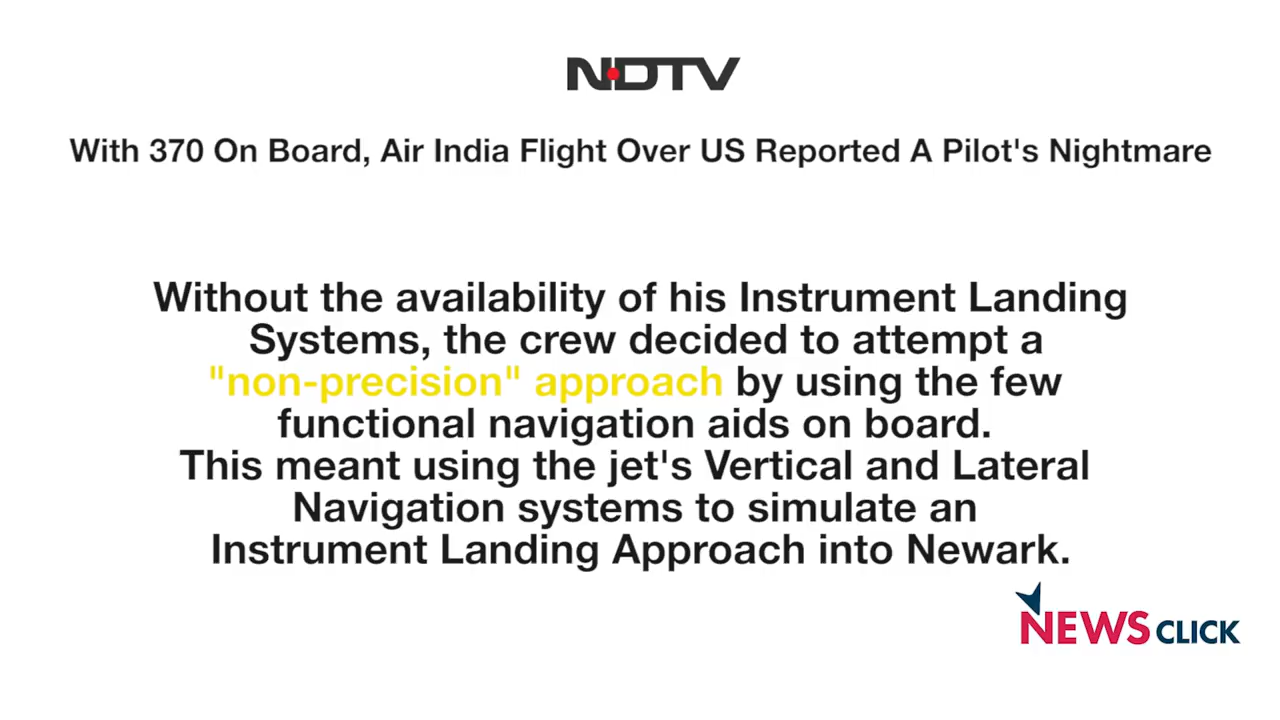 NDTV
With 370 On Board, Air India Flight Over US Reported A Pilot's Nightmare
Without the availability of his Instrument Landing
Systems, the crew decided to attempt a
"non-precision" approach by using the few
functional navigation aids on board.
This meant using the jet's Vertical and Lateral
Navigation systems to simulate an
Instrument Landing Approach into Newark.
NEWS CLICK